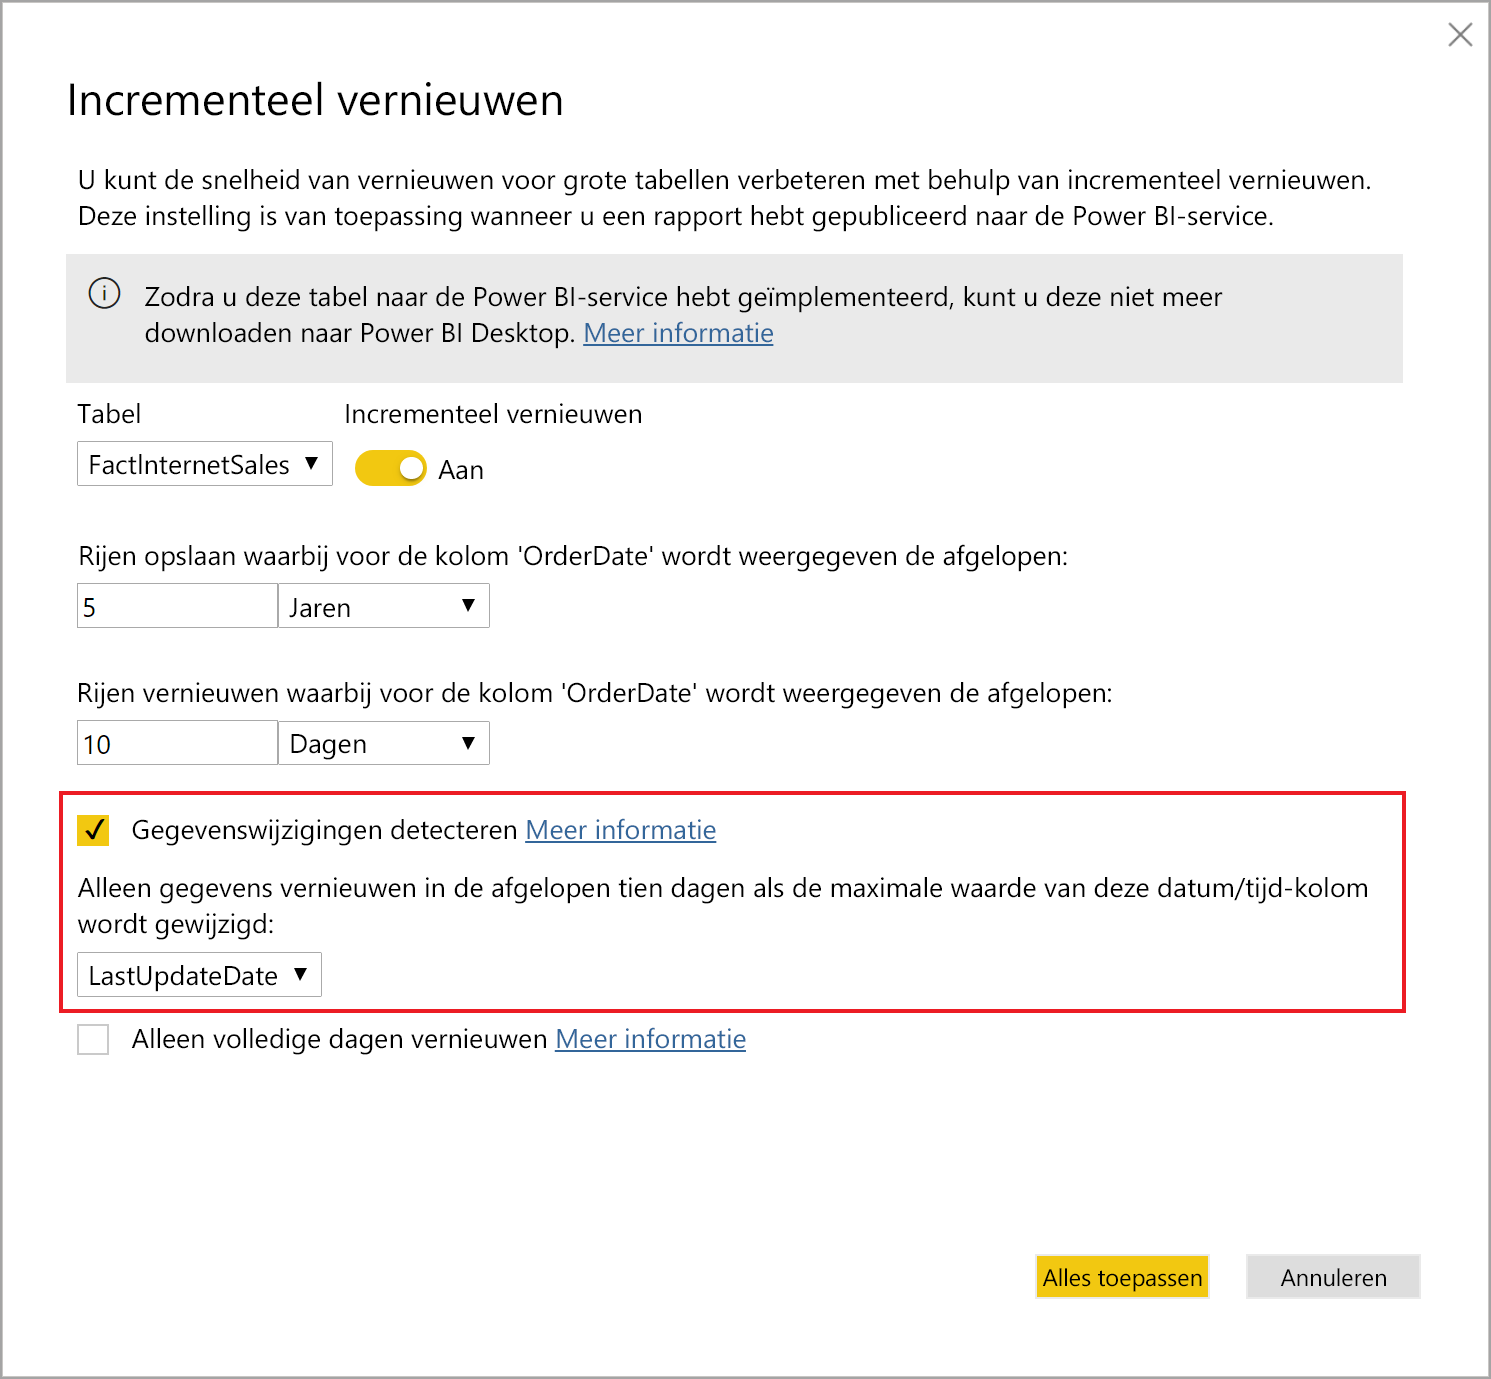 Incrementeel vernieuwen
U kunt de snelheid van vernieuwen voor grote tabellen verbeteren met behulp van incrementeel vernieuwen.
Deze instelling is van toepassing wanneer u een rapport hebt gepubliceerd naar de Power BI-service.
Zodra u deze tabel naar de Power BI-service hebt geïmplementeerd, kunt u deze niet meer
downloaden naar Power BI Desktop. Meer informatie
Tabel Incrementeel vernieuwen
FactInternetSales Aan
Rijen opslaan waarbij voor de kolom 'OrderDate' wordt weergegeven de afgelopen:
5 Jaren
Rijen vernieuwen waarbij voor de kolom 'OrderDate' wordt weergegeven de afgelopen:
10 Dagen
Gegevenswijzigingen detecteren Meer informatie
Alleen gegevens vernieuwen in de afgelopen tien dagen als de maximale waarde van deze datum/tijd-kolom
wordt gewijzigd:
LastUpdateDate
Alleen volledige dagen vernieuwen Meer informatie
Alles toepassen Annuleren